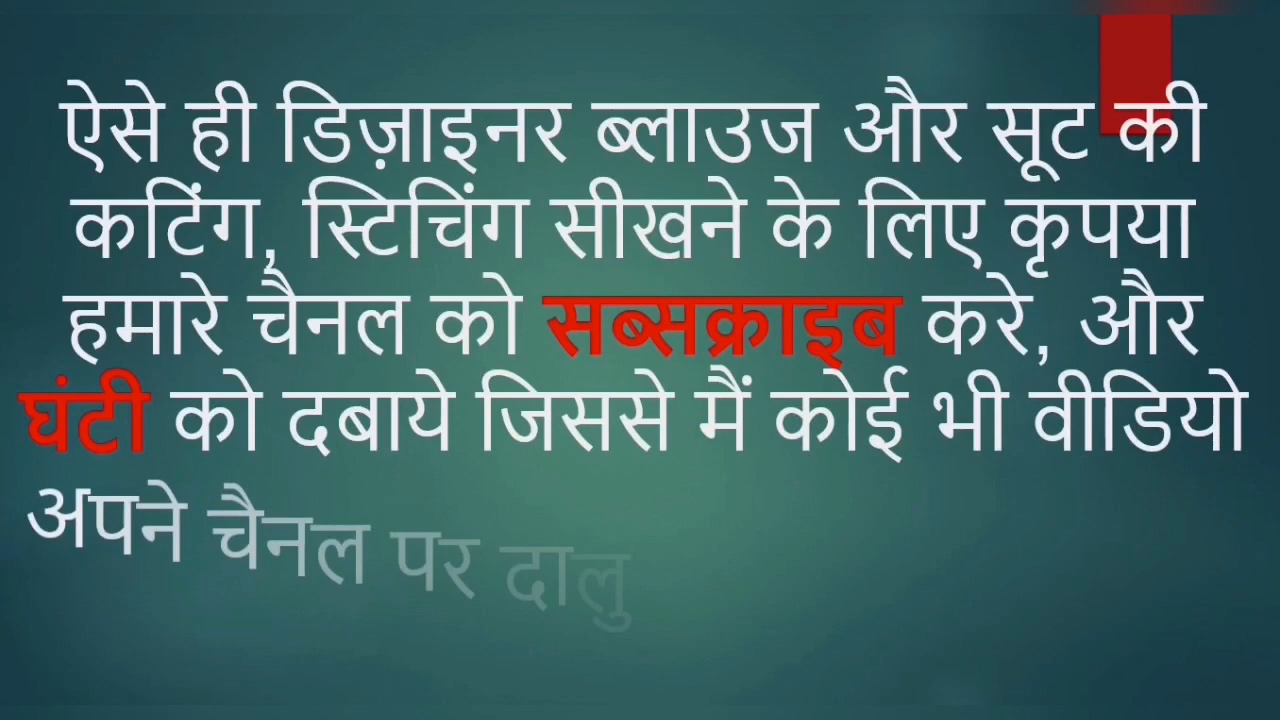 ऐसे ही डिज़ाइनर ब्लाउज और सूट की
कटिंग, स्टिचिंग सीखने के लिए कृपया
हमारे चैनल को सब्सक्राइब करे, और
घंटी को दबाये जिससे मैं कोई भी वीडियो
अपने चैनल पर दालु